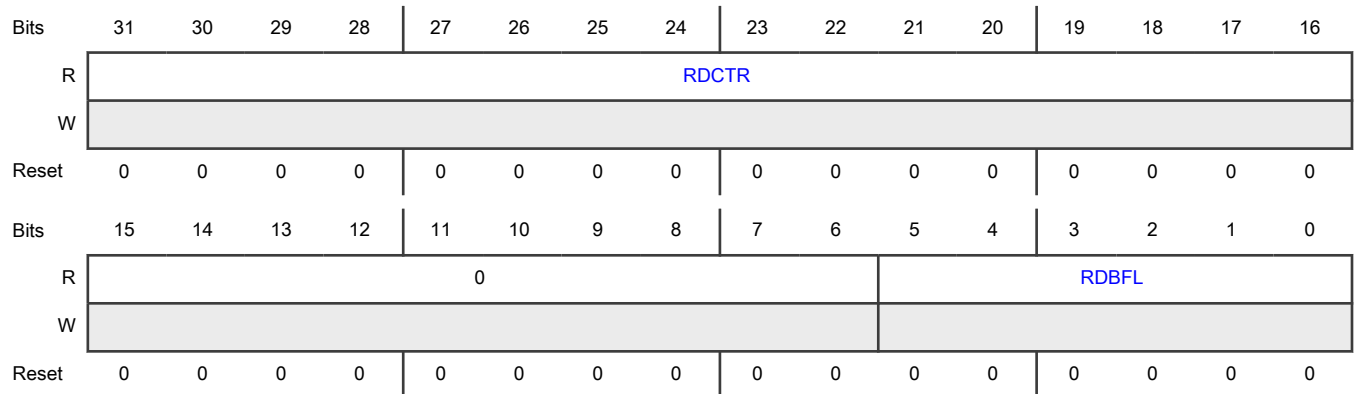 Bits 31 30 29 28 27 26 25 24 23 22 21 20 19 18 17 16
R RDCTR
W
Reset 0 0 0 0 0 0 0 0 0 0 0 0 0 0 0 0
Bits 15 14 13 12 11 10 9 8 7 6 5 4 3 2 1 0
R 0 RDBFL
W
Reset 0 0 0 0 0 0 0 0 0 0 0 0 0 0 0 0